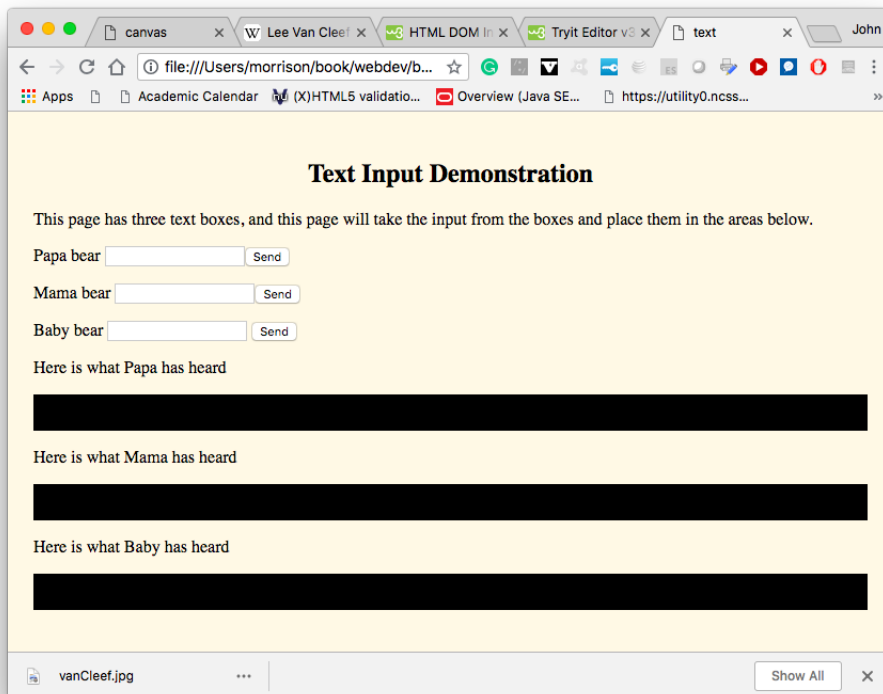 canvas
W Lee Van Cleef
w3 HTML DOM In
w3 Tryit Editor v3
text
John
file:///Users/morrison/book/webdev/b...
Apps
Academic Calendar
(X)HTML5 validatio...
Overview (Java SE...
https://utility0.ncss...
Text Input Demonstration
This page has three text boxes, and this page will take the input from the boxes and place them in the areas below.
Papa bear Send
Mama bear Send
Baby bear Send
Here is what Papa has heard
Here is what Mama has heard
Here is what Baby has heard
vanCleef.jpg
Show All